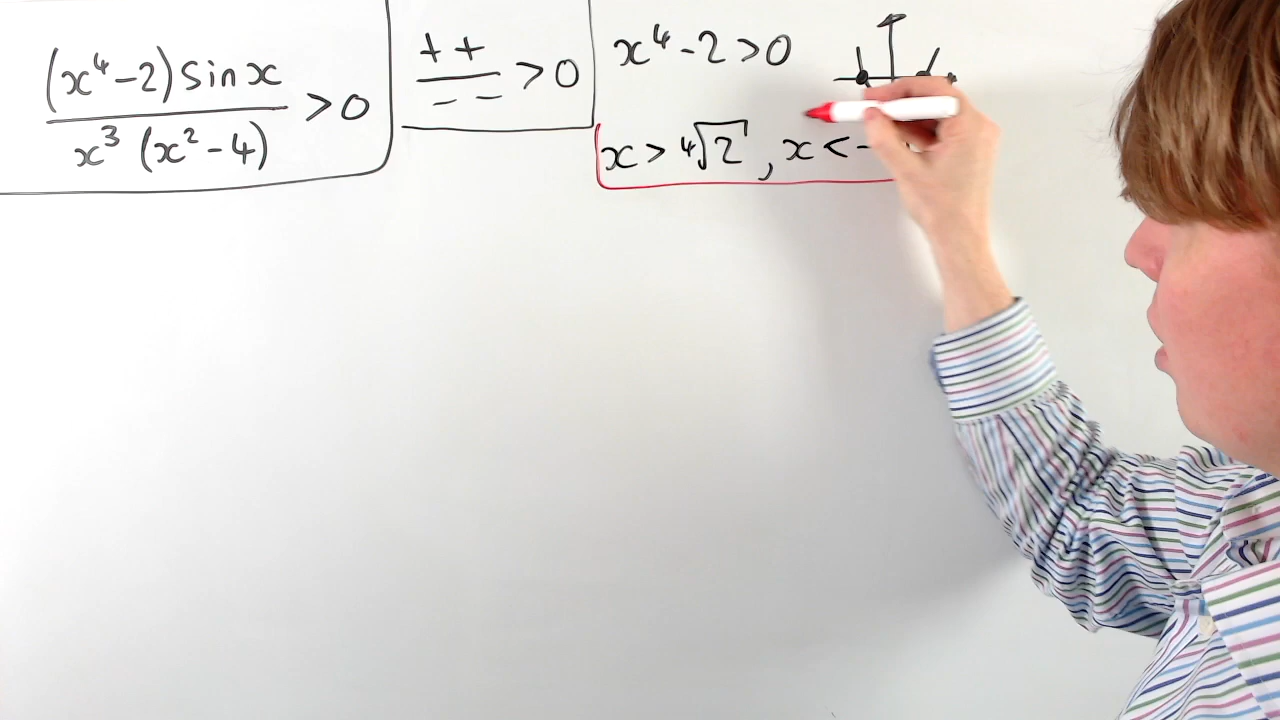 (x⁴-2) sin x
———————— > 0
x³ (x²-4)
+ +
—— > 0
- -
x⁴-2>0
x > ⁴√2 , x < -